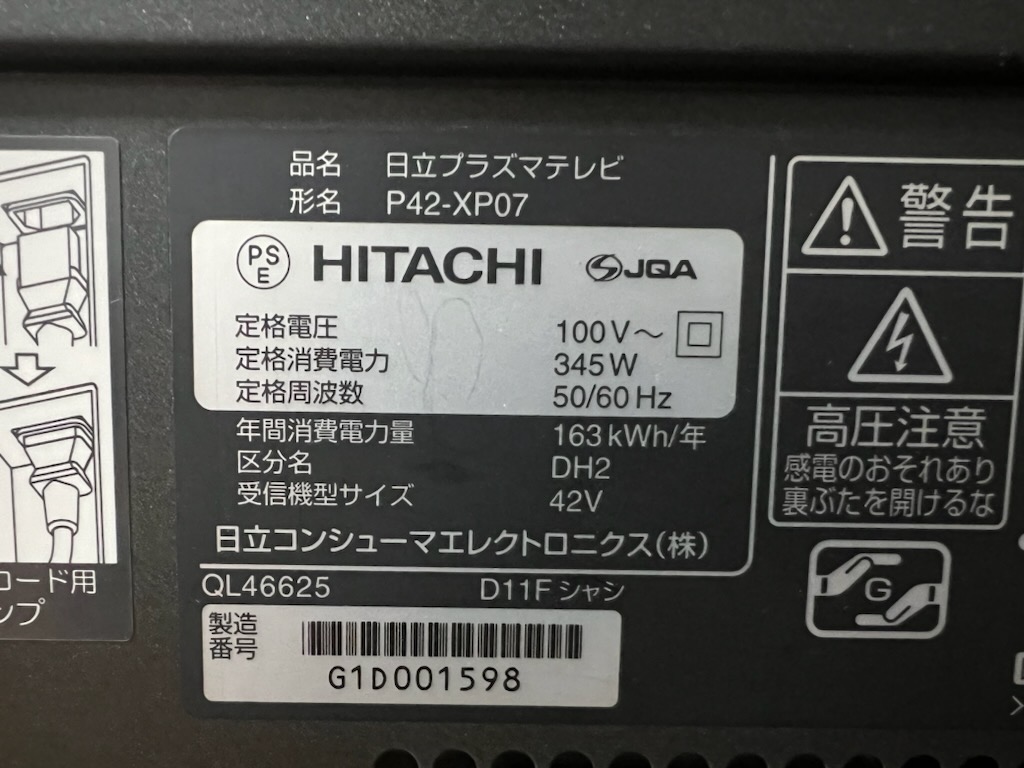 品名 日立プラズマテレビ
形名 P42-XP07
PS
E
HITACHI
JQA
定格電圧 100V～
定格消費電力 345W
定格周波数 50/60Hz
年間消費電力量 163kWh/年
区分名 DH2
受信機型サイズ 42V
日立コンシューマエレクトロニクス(株)
QL46625 D11Fシャシ
製造
番号
G1D001598
警告
高圧注意
感電のおそれあり
裏ぶたを開けるな
G
コード用